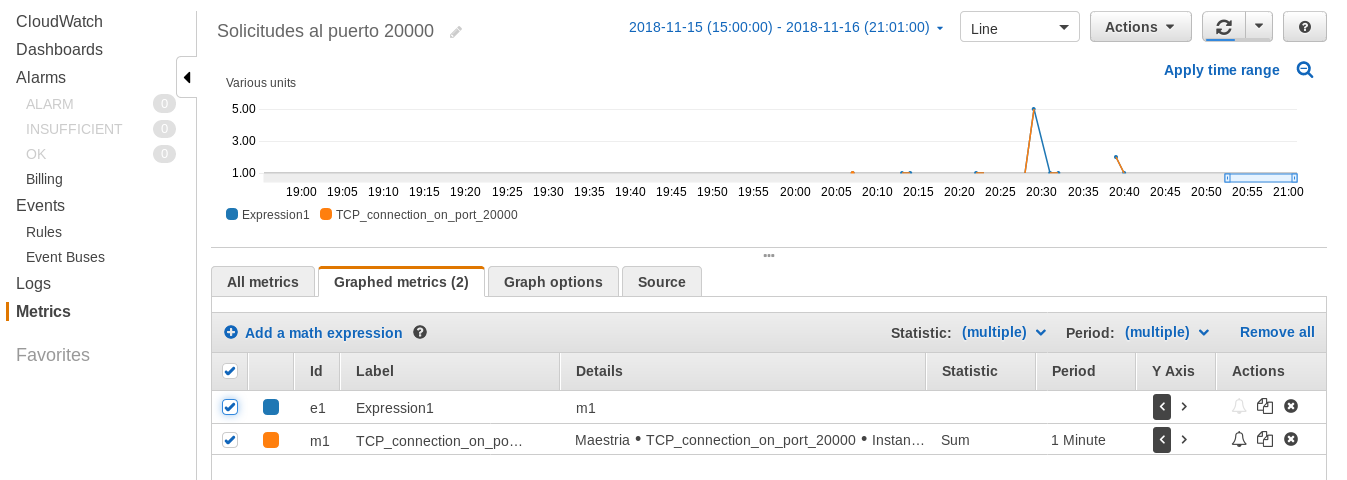 CloudWatch
Dashboards
Alarms
ALARM 0
INSUFFICIENT 0
OK 0
Billing
Events
Rules
Event Buses
Logs
Metrics
Favorites
Solicitudes al puerto 20000
2018-11-15 (15:00:00) - 2018-11-16 (21:01:00)
Line
Actions
Apply time range
Various units
5.00
3.00
1.00
19:00 19:05 19:10 19:15 19:20 19:25 19:30 19:35 19:40 19:45 19:50 19:55 20:00 20:05 20:10 20:15 20:20 20:25 20:30 20:35 20:40 20:45 20:50 20:55 21:00
Expression1 TCP_connection_on_port_20000
All metrics Graphed metrics (2) Graph options Source
Add a math expression Statistic: (multiple) Period: (multiple) Remove all
Id Label Details Statistic Period Y Axis Actions
e1 Expression1 m1
m1 TCP_connection_on_po… Maestria • TCP_connection_on_port_20000 • Instan… Sum 1 Minute